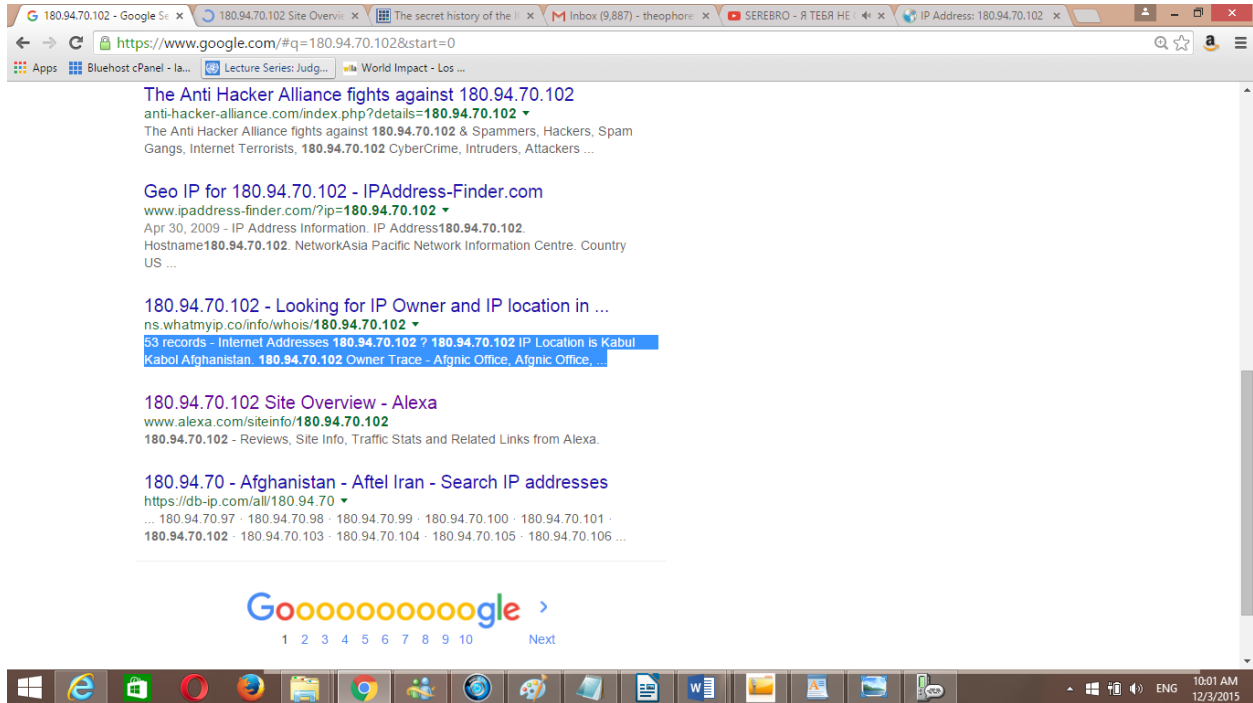 180.94.70.102 - Google Se
180.94.70.102 Site Overvie
The secret history of the
Inbox (9,887) - theophore
SEREBRO - Я ТЕБЯ НЕ
IP Address: 180.94.70.102
https://www.google.com/#q=180.94.70.102&start=0
Apps
Bluehost cPanel - la...
Lecture Series: Judg...
World Impact - Los ...
The Anti Hacker Alliance fights against 180.94.70.102
anti-hacker-alliance.com/index.php?details=180.94.70.102
The Anti Hacker Alliance fights against 180.94.70.102 & Spammers, Hackers, Spam
Gangs, Internet Terrorists, 180.94.70.102 CyberCrime, Intruders, Attackers ...
Geo IP for 180.94.70.102 - IPAddress-Finder.com
www.ipaddress-finder.com/?ip=180.94.70.102
Apr 30, 2009 - IP Address Information. IP Address180.94.70.102.
Hostname180.94.70.102. NetworkAsia Pacific Network Information Centre. Country
US ...
180.94.70.102 - Looking for IP Owner and IP location in ...
ns.whatmyip.co/info/whois/180.94.70.102
53 records - Internet Addresses 180.94.70.102 ? 180.94.70.102 IP Location is Kabul
Kabol Afghanistan. 180.94.70.102 Owner Trace - Afgnic Office, Afgnic Office, ...
180.94.70.102 Site Overview - Alexa
www.alexa.com/siteinfo/180.94.70.102
180.94.70.102 - Reviews, Site Info, Traffic Stats and Related Links from Alexa.
180.94.70 - Afghanistan - Aftel Iran - Search IP addresses
https://db-ip.com/all/180.94.70
... 180.94.70.97 · 180.94.70.98 · 180.94.70.99 · 180.94.70.100 · 180.94.70.101 ·
180.94.70.102 · 180.94.70.103 · 180.94.70.104 · 180.94.70.105 · 180.94.70.106 ...
Goooooooooogle
1 2 3 4 5 6 7 8 9 10 Next
ENG
10:01 AM
12/3/2015